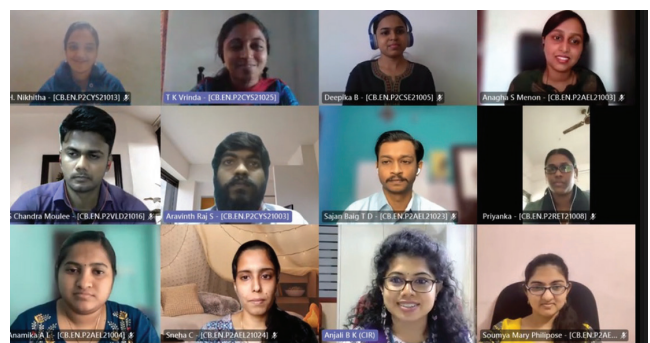 Nikhitha - [CB.EN.P2CYS21013]
T K Vrinda - [CB.EN.P2CYS21025]
Deepika B - [CB.EN.P2CSE21005]
Anagha S Menon - [CB.EN.P2AEL21003]
Chandra Moulee - [CB.EN.P2VLD21016]
Aravinth Raj S - [CB.EN.P2CYS21003]
Sajan Baig T D - [CB.EN.P2AEL21023]
Priyanka - [CB.EN.P2RET21008]
Anamika A L - [CB.EN.P2AEL21004]
Sneha C - [CB.EN.P2AEL21024]
Anjali B K (CIR)
Soumya Mary Philipose - [CB.EN.P2AE...